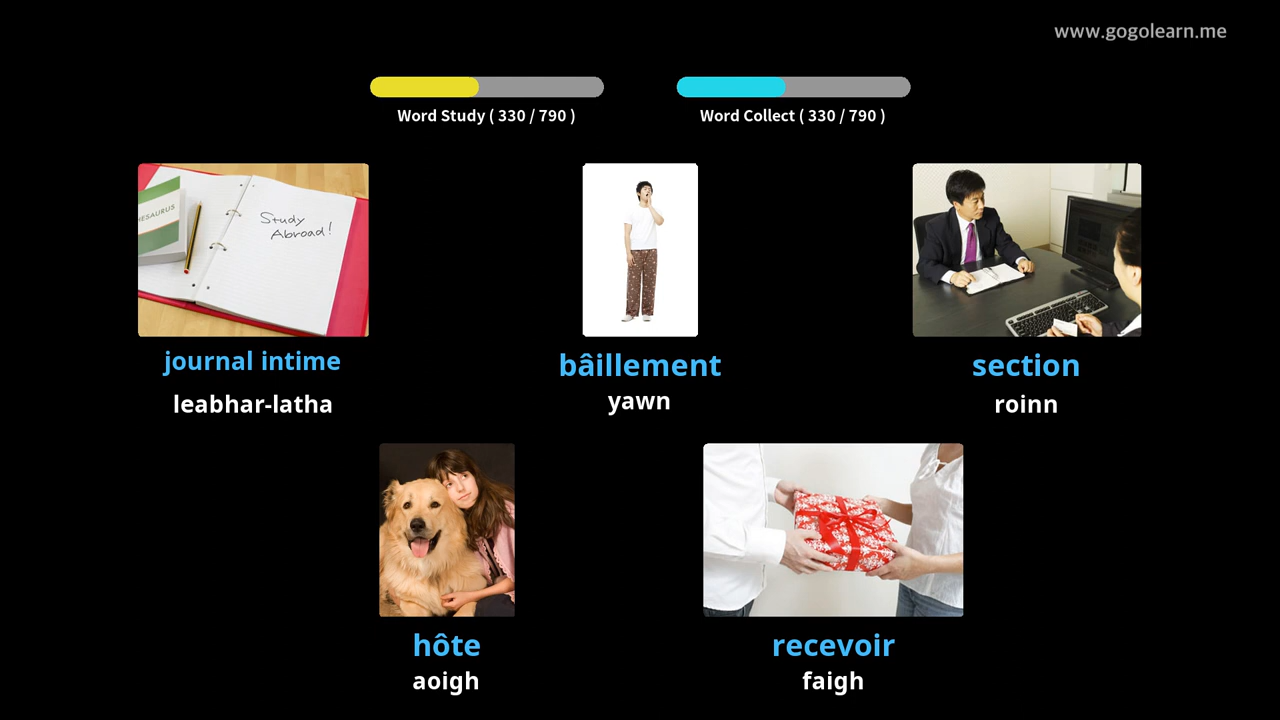 www.gogolearn.me
Word Study ( 330 / 790 )
Word Collect ( 330 / 790 )
HESAURUS
Study
Abroad!
journal intime
leabhar-latha
bâillement
yawn
section
roinn
hôte
aoigh
recevoir
faigh